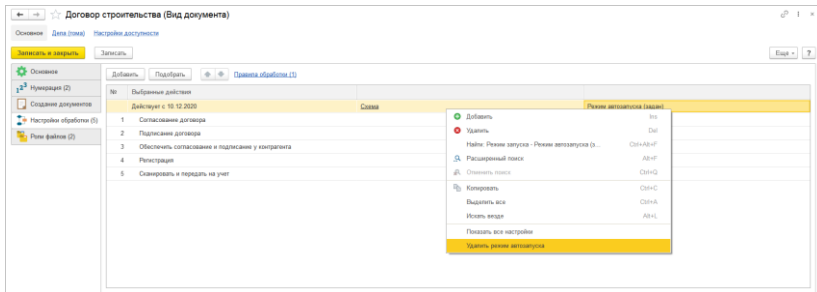 Договор строительства (Вид документа)
Основное Дела (тома) Настройки доступности
Записать и закрыть Записать Еще ?
Основное
Нумерация (2)
Создание документов
Настройки обработки (5)
Роли файлов (2)
Добавить Подобрать Правила обработки (1)
№ Выбранные действия
Действует с 10.12.2020 Схема Режим автозапуска (задан)
1 Согласование договора
2 Подписание договора
3 Обеспечить согласование и подписание у контрагента
4 Регистрация
5 Сканировать и передать на учет
Добавить Ins
Удалить Del
Найти: Режим запуска - Режим автозапуска (з... Ctrl+Alt+F
Расширенный поиск Alt+F
Отменить поиск Ctrl+Q
Копировать Ctrl+C
Выделить все Ctrl+A
Искать везде Alt+L
Показать все настройки
Удалить режим автозапуска